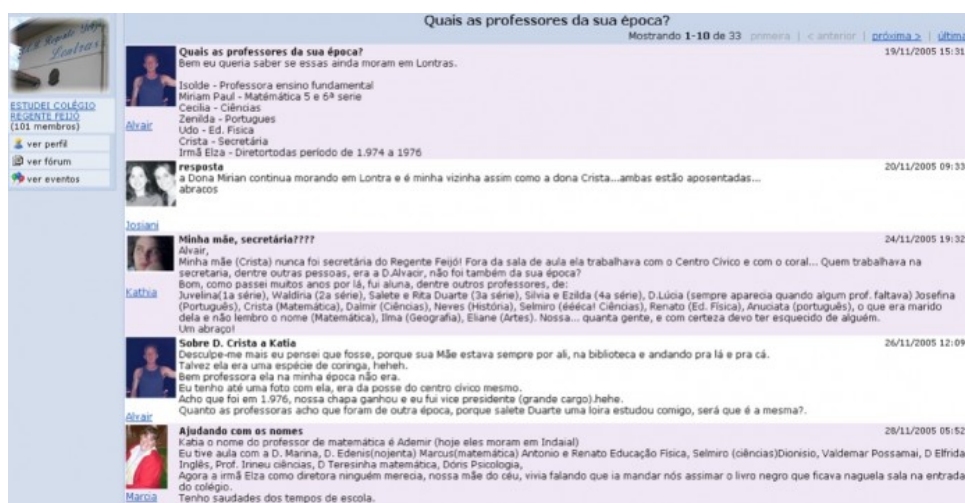 Quais as professores da sua época?
Mostrando 1-10 de 33 primeira | < anterior | próxima > | última
Lontras
ESTUDEI COLÉGIO
REGENTE FEIJÓ
(101 membros)
ver perfil
ver fórum
ver eventos
Quais as professores da sua época? 19/11/2005 15:31
Bem eu queria saber se essas ainda moram em Lontras.
Isolde - Professora ensino fundamental
Miriam Paul - Matemática 5 e 6ª serie
Cecilia - Ciências
Zenilda - Portugues
Udo - Ed. Fisica
Crista - Secretária
Irmã Elza - Diretortodas período de 1.974 a 1976
Alvair
resposta 20/11/2005 09:33
a Dona Mirian continua morando em Lontra e é minha vizinha assim como a dona Crista...ambas estão aposentadas...
abracos
Josiani
Minha mãe, secretária???? 24/11/2005 19:32
Alvair,
Minha mãe (Crista) nunca foi secretária do Regente Feijó! Fora da sala de aula ela trabalhava com o Centro Cívico e com o coral... Quem trabalhava na
secretaria, dentre outras pessoas, era a D.Alvacir, não foi também da sua época?
Bom, como passei muitos anos por lá, fui aluna, dentre outros professores, de:
Juvelina(1a série), Waldíria (2a série), Salete e Rita Duarte (3a série), Silvia e Ezilda (4a série), D.Lúcia (sempre aparecia quando algum prof. faltava) Josefina
(Português), Crista (Matemática), Dalmir (Ciências), Neves (História), Selmiro (éééca! Ciências), Renato (Ed. Física), Anuciata (português), o que era marido
dela e não lembro o nome (Matemática), Ilma (Geografia), Eliane (Artes). Nossa... quanta gente, e com certeza devo ter esquecido de alguém.
Um abraço!
Kathia
Sobre D. Crista a Katia 26/11/2005 12:09
Desculpe-me mais eu pensei que fosse, porque sua Mãe estava sempre por ali, na biblioteca e andando pra lá e pra cá.
Talvez ela era uma espécie de coringa, heheh.
Bem professora ela na minha época não era.
Eu tenho até uma foto com ela, era da posse do centro cívico mesmo.
Acho que foi em 1.976, nossa chapa ganhou e eu fui vice presidente (grande cargo).hehe.
Quanto as professoras acho que foram de outra época, porque salete Duarte uma loira estudou comigo, será que é a mesma?.
Alvair
Ajudando com os nomes 28/11/2005 05:52
Katia o nome do professor de matemática é Ademir (hoje eles moram em Indaial)
Eu tive aula com a D. Marina, D. Edenis(nojenta) Marcus(matemática) Antonio e Renato Educação Física, Selmiro (ciências)Dionisio, Valdemar Possamai, D Elfrida
Inglês, Prof. Irineu ciências, D Teresinha matemática, Dóris Psicologia,
Agora a irmã Elza como diretora ninguém merecia, nossa mãe do céu, vivia falando que ia mandar nós assimar o livro negro que ficava naguela sala na entrada
do colégio.
Tenho saudades dos tempos de escola.
Marcia